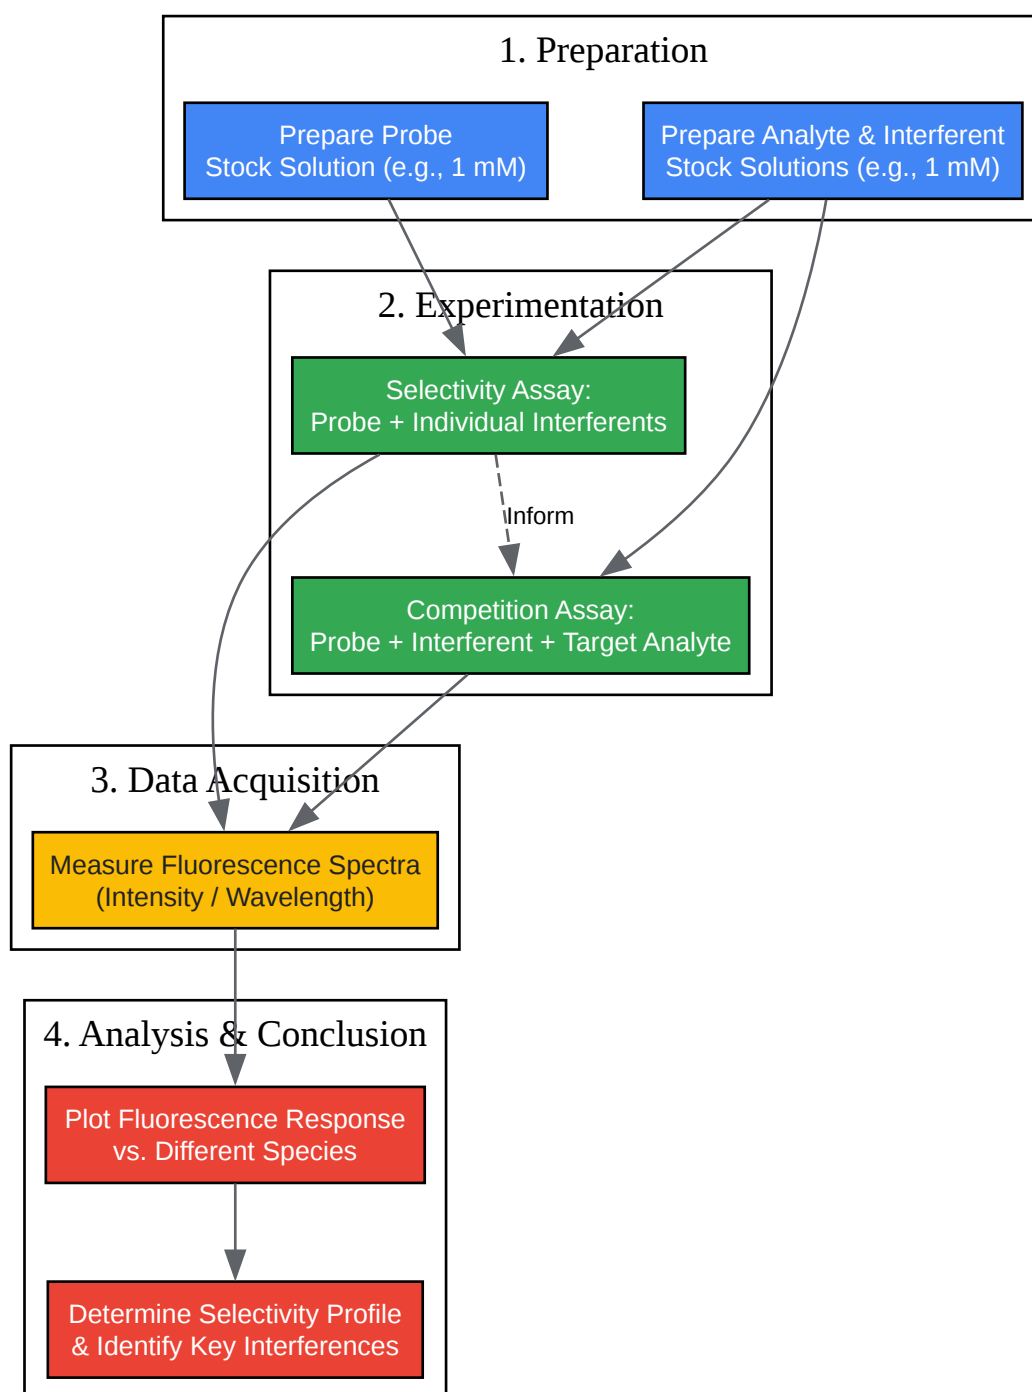 1. Preparation
Prepare Probe
Stock Solution (e.g., 1 mM)
Prepare Analyte & Interferent
Stock Solutions (e.g., 1 mM)
2. Experimentation
Selectivity Assay:
Probe + Individual Interferents
Inform
Competition Assay:
Probe + Interferent + Target Analyte
3. Data Acquisition
Measure Fluorescence Spectra
(Intensity / Wavelength)
4. Analysis & Conclusion
Plot Fluorescence Response
vs. Different Species
Determine Selectivity Profile
& Identify Key Interferences